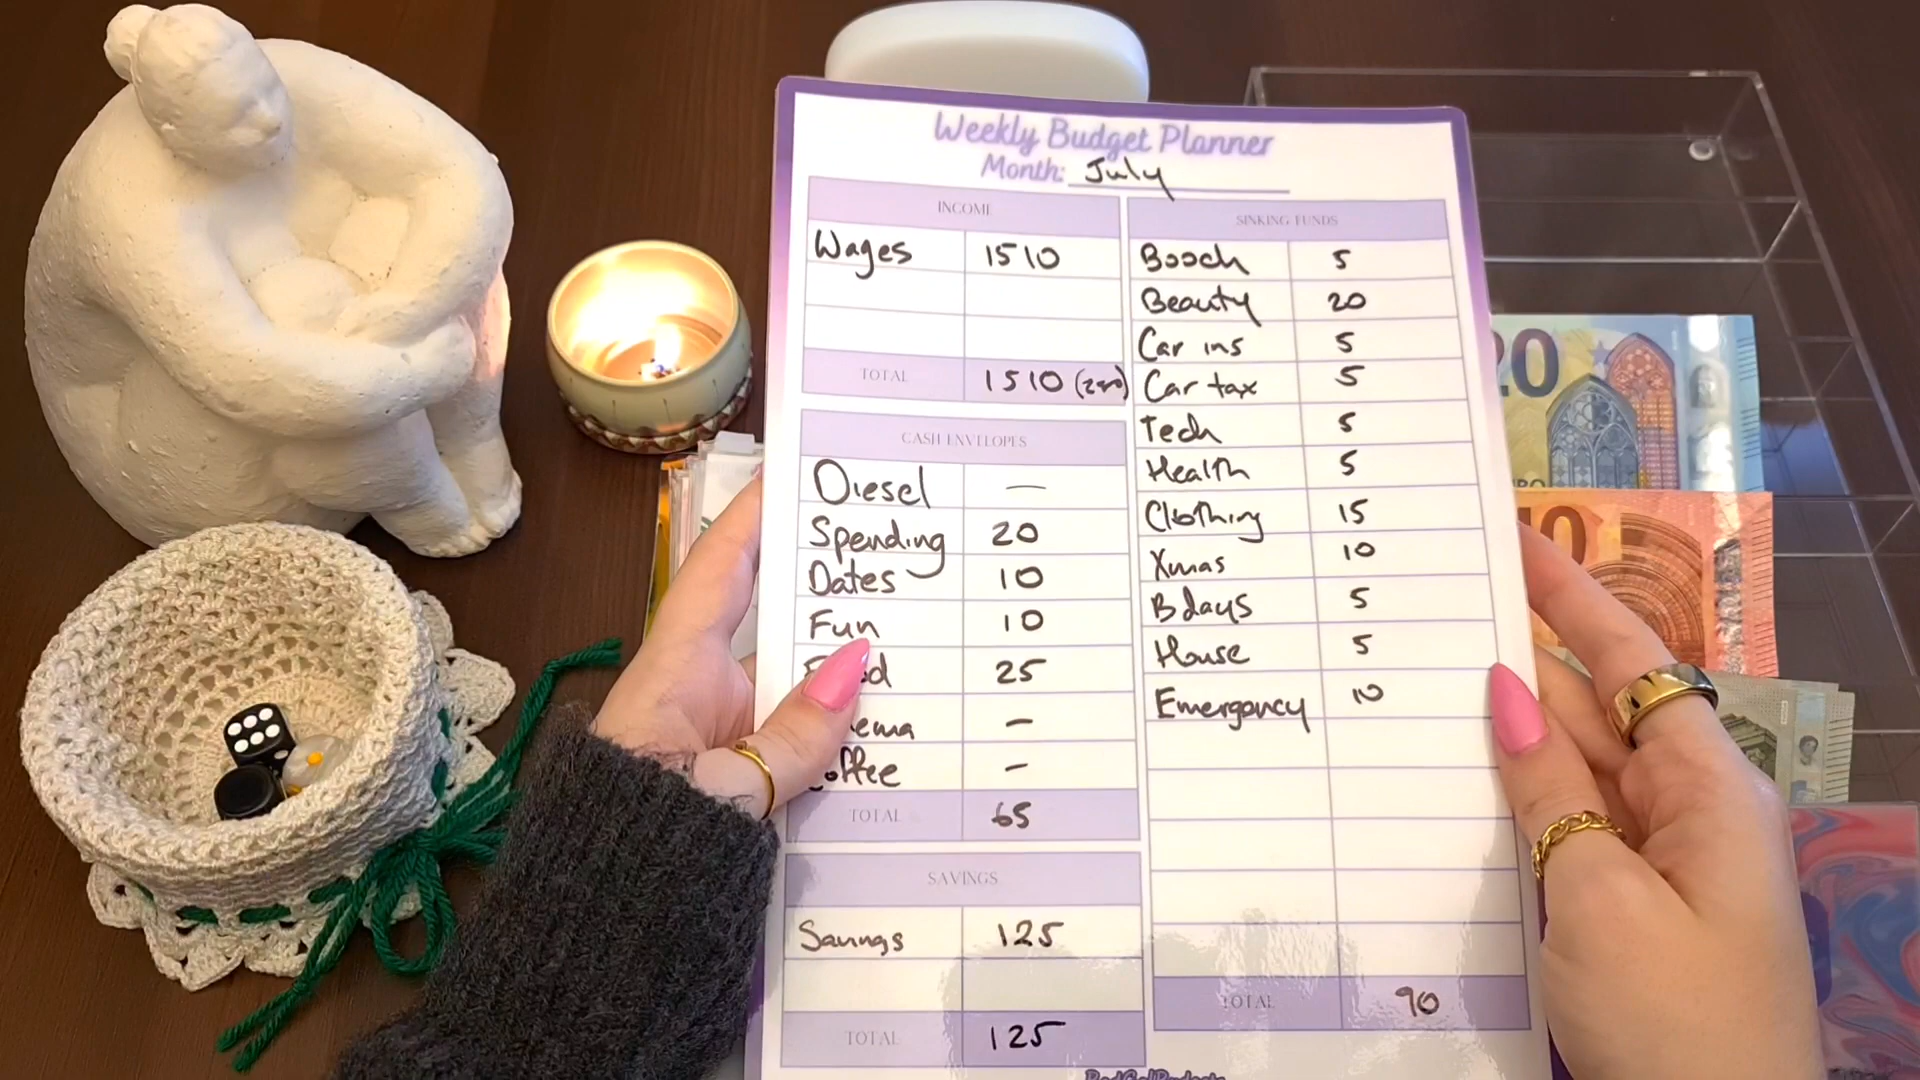 Weekly Budget Planner
Month: July
INCOME
Wages 1510
TOTAL 1510
CASH ENVELOPES
Diesel —
Spending 20
Dates 10
Fun 10
25
—
—
TOTAL 65
SAVINGS
Savings 125
TOTAL 125
SINKING FUNDS
Booch 5
Beauty 20
Car ins 5
Car tax 5
Tech 5
Health 5
Clothing 15
Xmas 10
Bdays 5
House 5
Emergency 10
TOTAL 90
20
10